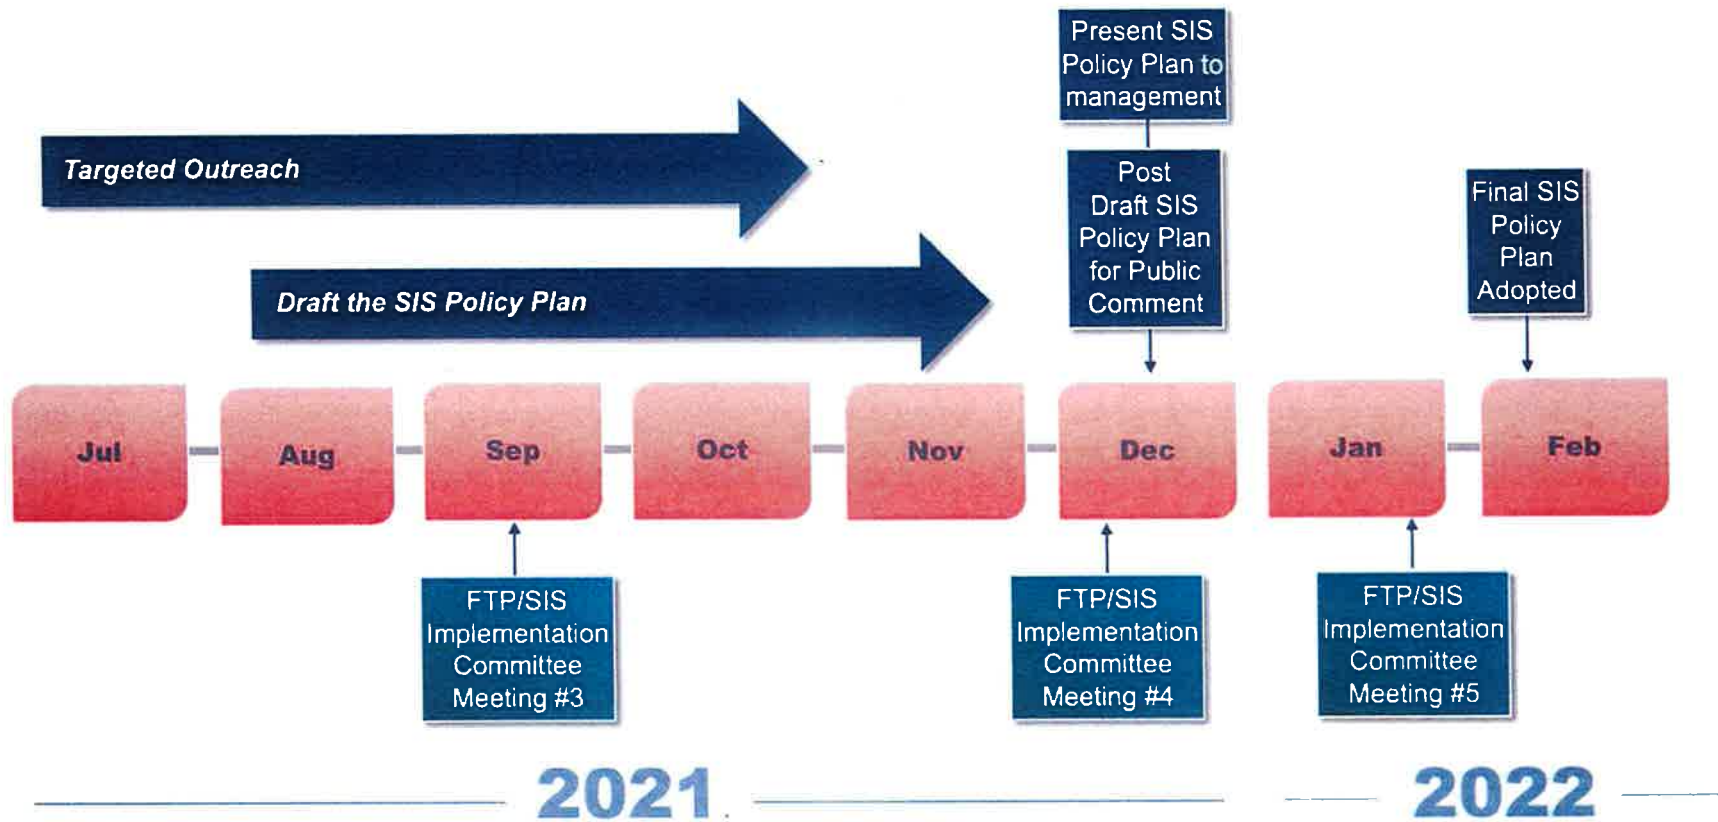 Present SIS
Policy Plan to
management
Targeted Outreach
Post
Draft SIS
Policy Plan
for Public
Comment
Final SIS
Policy
Plan
Adopted
Draft the SIS Policy Plan
Jul
Aug
Sep
Oct
Nov
Dec
Jan
Feb
FTP/SIS
Implementation
Committee
Meeting #3
FTP/SIS
Implementation
Committee
Meeting #4
FTP/SIS
Implementation
Committee
Meeting #5
2021
2022